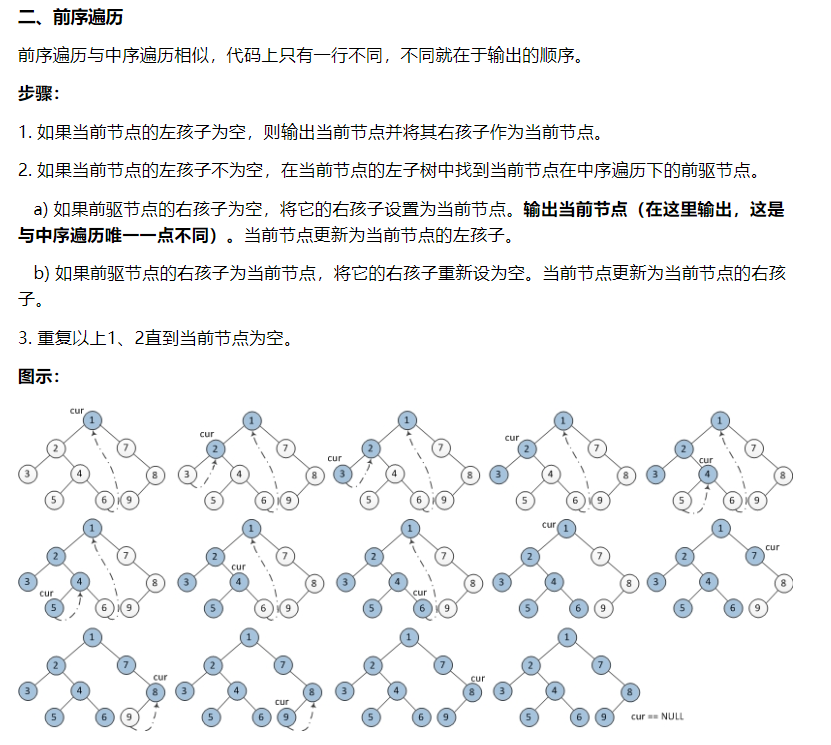 二、前序遍历
前序遍历与中序遍历相似，代码上只有一行不同，不同就在于输出的顺序。
步骤：
1. 如果当前节点的左孩子为空，则输出当前节点并将其右孩子作为当前节点。
2. 如果当前节点的左孩子不为空，在当前节点的左子树中找到当前节点在中序遍历下的前驱节点。
a) 如果前驱节点的右孩子为空，将它的右孩子设置为当前节点。输出当前节点（在这里输出，这是
与中序遍历唯一一点不同）。当前节点更新为当前节点的左孩子。
b) 如果前驱节点的右孩子为当前节点，将它的右孩子重新设为空。当前节点更新为当前节点的右孩
子。
3. 重复以上1、2直到当前节点为空。
图示：
cur 1
2 7
3 4 8
5 6 9
1
cur 2 7
3 4 8
5 6 9
1
2 7
cur 3 4 8
5 6 9
1
cur 2 7
3 4 8
5 6 9
1
2 7
3 cur 4 8
5 6 9
1
2 7
3 4 8
cur 5 6 9
1
2 7
3 cur 4 8
5 6 9
1
2 7
3 4 8
5 cur 6 9
cur 1
2 7
3 4 8
5 6 9
1
2 7 cur
3 4 8
5 6 9
1
2 7
3 4 cur 8
5 6 9
1
2 7
3 4 8
5 6 cur 9
1
2 7
3 4 cur 8
5 6 9
1
2 7
3 4 8
5 6 9 cur == NULL